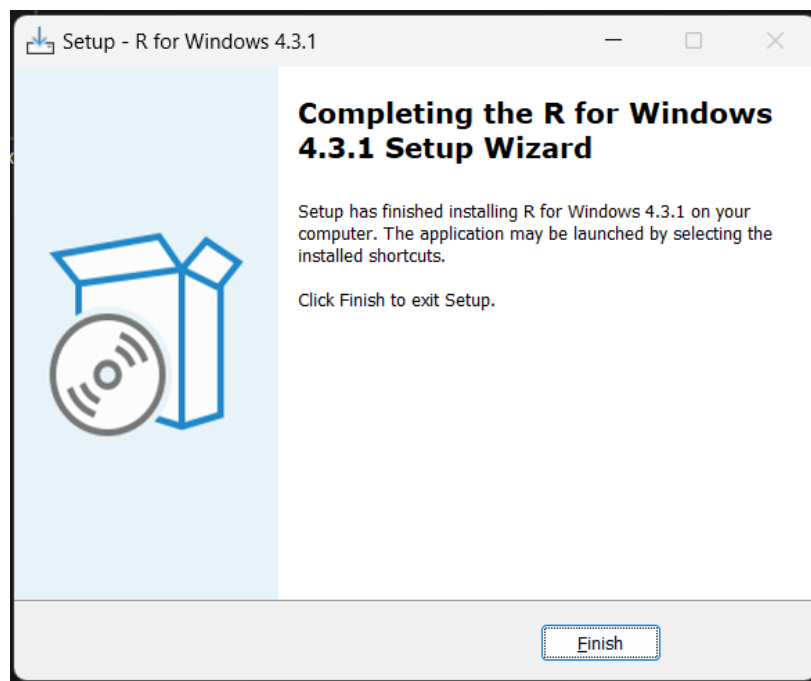 Setup - R for Windows 4.3.1
Completing the R for Windows
4.3.1 Setup Wizard
Setup has finished installing R for Windows 4.3.1 on your
computer. The application may be launched by selecting the
installed shortcuts.
Click Finish to exit Setup.
Finish